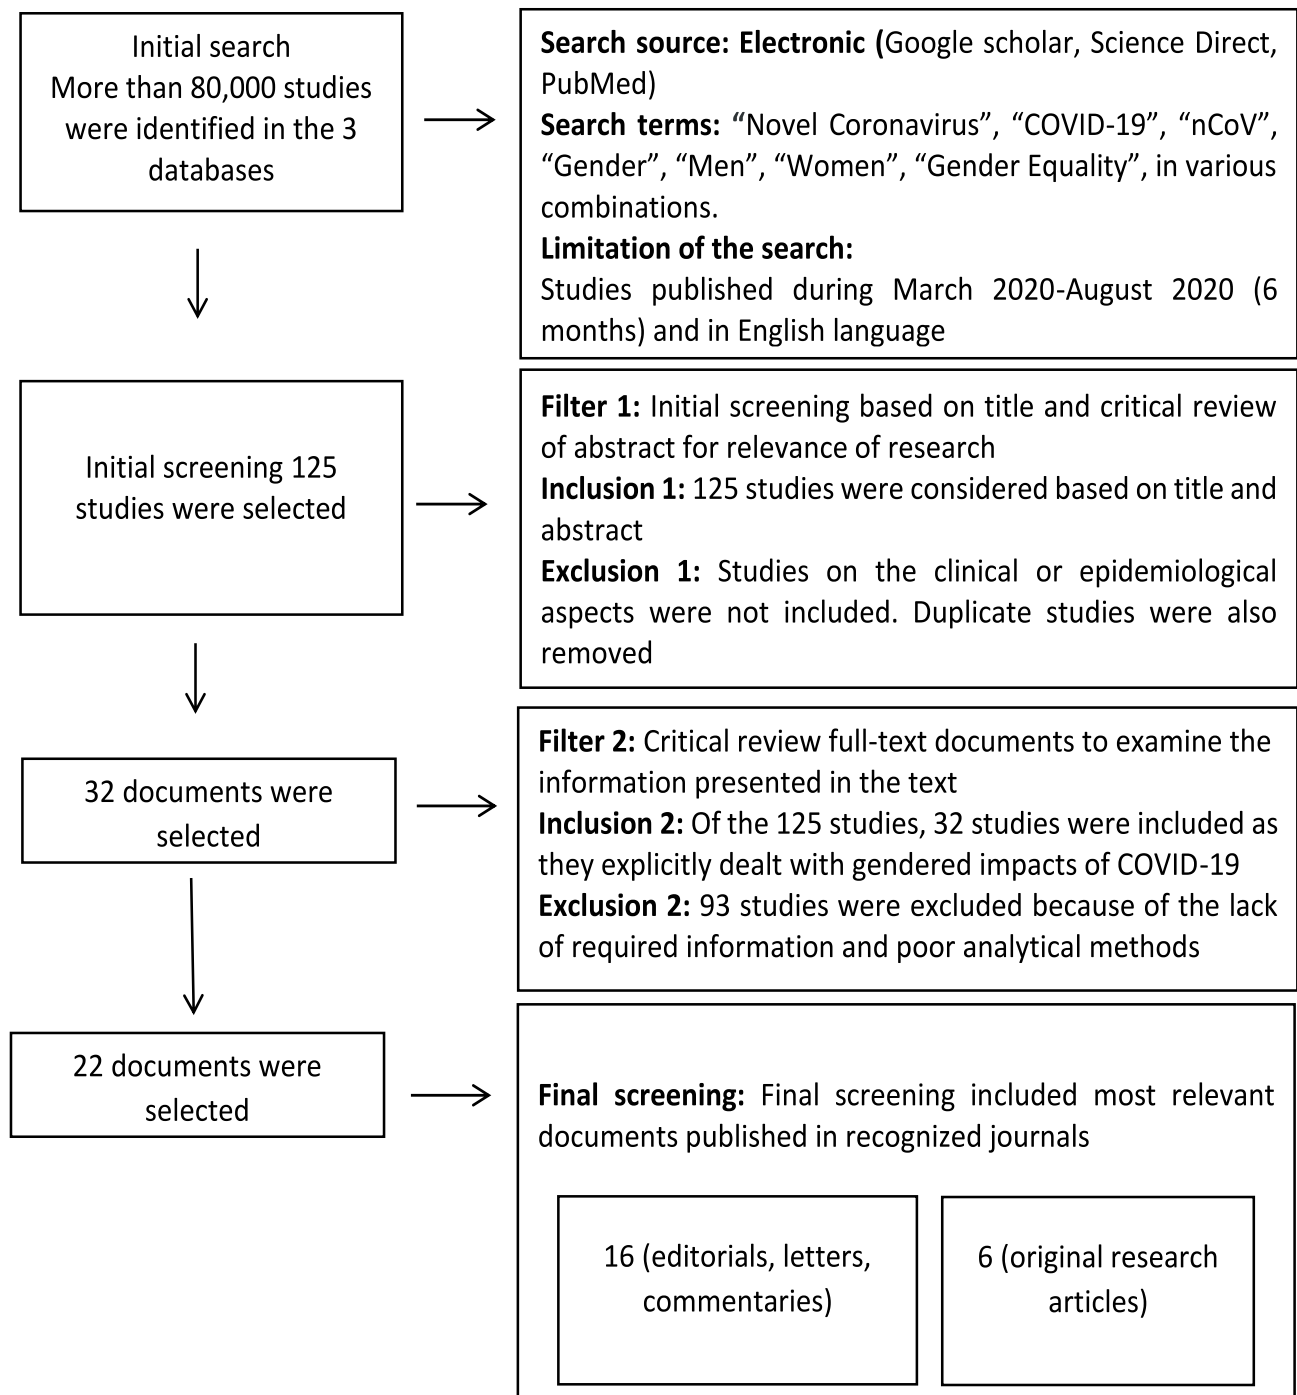 Initial search
More than 80,000 studies
were identified in the 3
databases
Search source: Electronic (Google scholar, Science Direct,
PubMed)
Search terms: “Novel Coronavirus”, “COVID-19”, “nCoV”,
“Gender”, “Men”, “Women”, “Gender Equality”, in various
combinations.
Limitation of the search:
Studies published during March 2020-August 2020 (6
months) and in English language
Initial screening 125
studies were selected
Filter 1: Initial screening based on title and critical review
of abstract for relevance of research
Inclusion 1: 125 studies were considered based on title and
abstract
Exclusion 1: Studies on the clinical or epidemiological
aspects were not included. Duplicate studies were also
removed
32 documents were
selected
Filter 2: Critical review full-text documents to examine the
information presented in the text
Inclusion 2: Of the 125 studies, 32 studies were included as
they explicitly dealt with gendered impacts of COVID-19
Exclusion 2: 93 studies were excluded because of the lack
of required information and poor analytical methods
22 documents were
selected
Final screening: Final screening included most relevant
documents published in recognized journals
16 (editorials, letters,
commentaries)
6 (original research
articles)